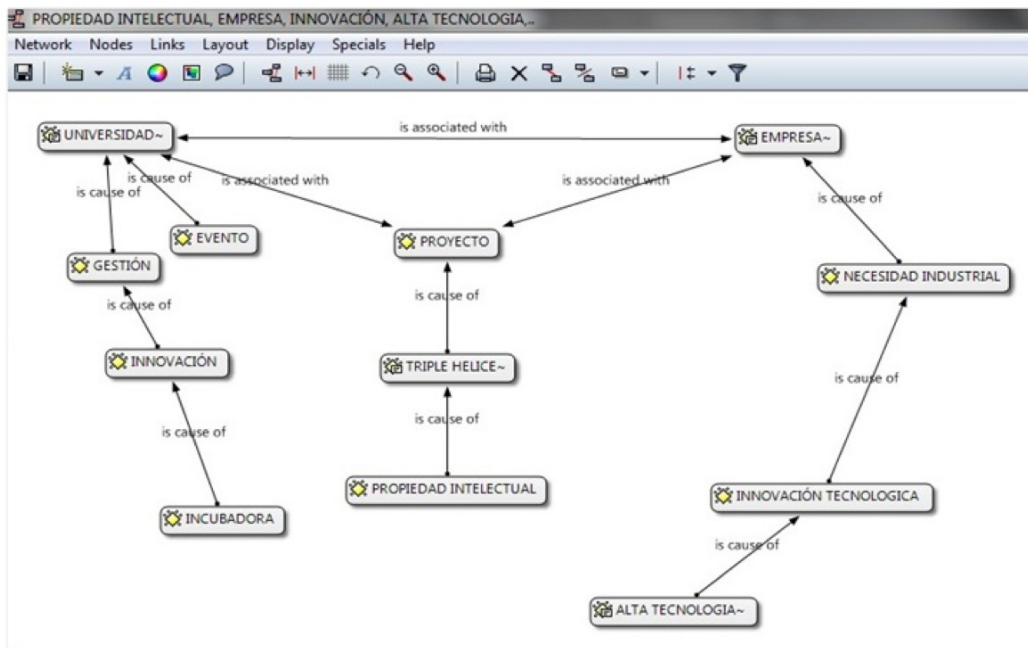 PROPIEDAD INTELECTUAL, EMPRESA, INNOVACIÓN, ALTA TECNOLOGIA,..
Network Nodes Links Layout Display Specials Help
A
is associated with
UNIVERSIDAD~
EMPRESA~
is cause of
is cause of
is associated with
is associated with
is cause of
EVENTO
PROYECTO
GESTIÓN
NECESIDAD INDUSTRIAL
is cause of
is cause of
INNOVACIÓN
TRIPLE HELICE~
is cause of
is cause of
is cause of
PROPIEDAD INTELECTUAL
INNOVACIÓN TECNOLOGICA
INCUBADORA
is cause of
ALTA TECNOLOGIA~